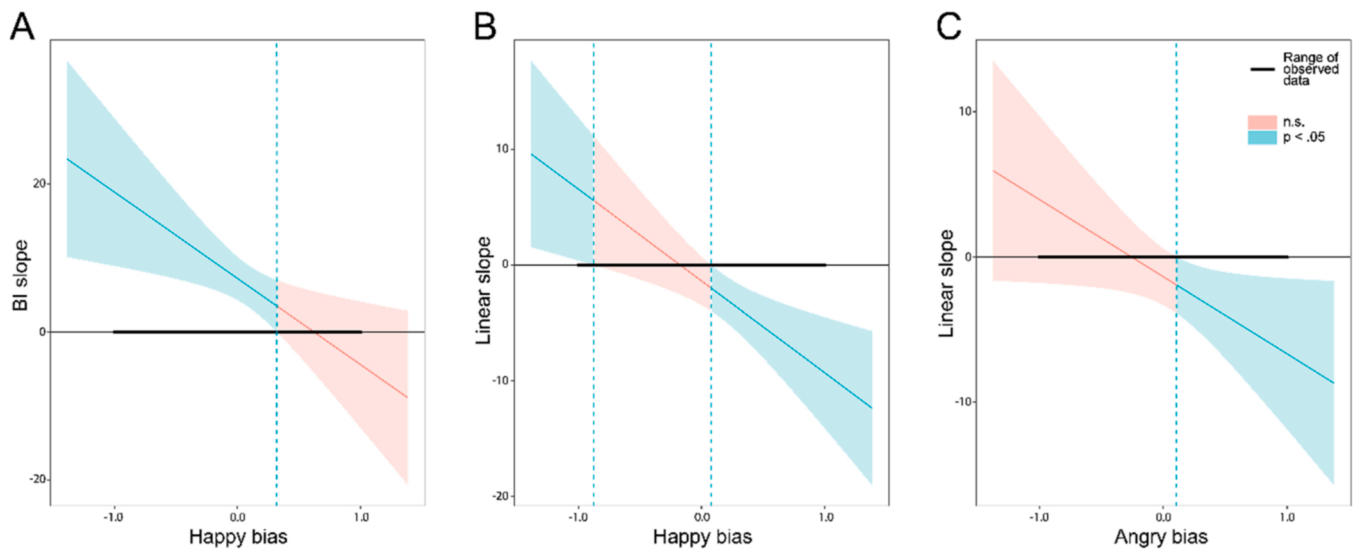 A
BI slope
20
0
-20
-1.0 0.0 1.0
Happy bias
B
Linear slope
10
0
-10
-20
-1.0 0.0 1.0
Happy bias
C
Linear slope
10
0
-10
-1.0 0.0 1.0
Angry bias
Range of
observed
data
n.s.
p < .05